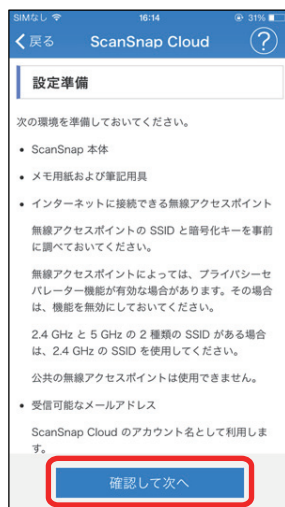 SIMなし 16:14 31%
戻る ScanSnap Cloud ?
設定準備
次の環境を準備しておいてください。
• ScanSnap 本体
• メモ用紙および筆記用具
• インターネットに接続できる無線アクセスポイント
無線アクセスポイントの SSID と暗号化キーを事前
に調べておいてください。
無線アクセスポイントによっては、プライバシーセ
パレーター機能が有効な場合があります。その場合
は、機能を無効にしておいてください。
2.4 GHz と 5 GHz の 2 種類の SSID がある場合
は、2.4 GHz の SSID を使用してください。
公共の無線アクセスポイントは使用できません。
• 受信可能なメールアドレス
ScanSnap Cloud のアカウント名として利用しま
す。
確認して次へ